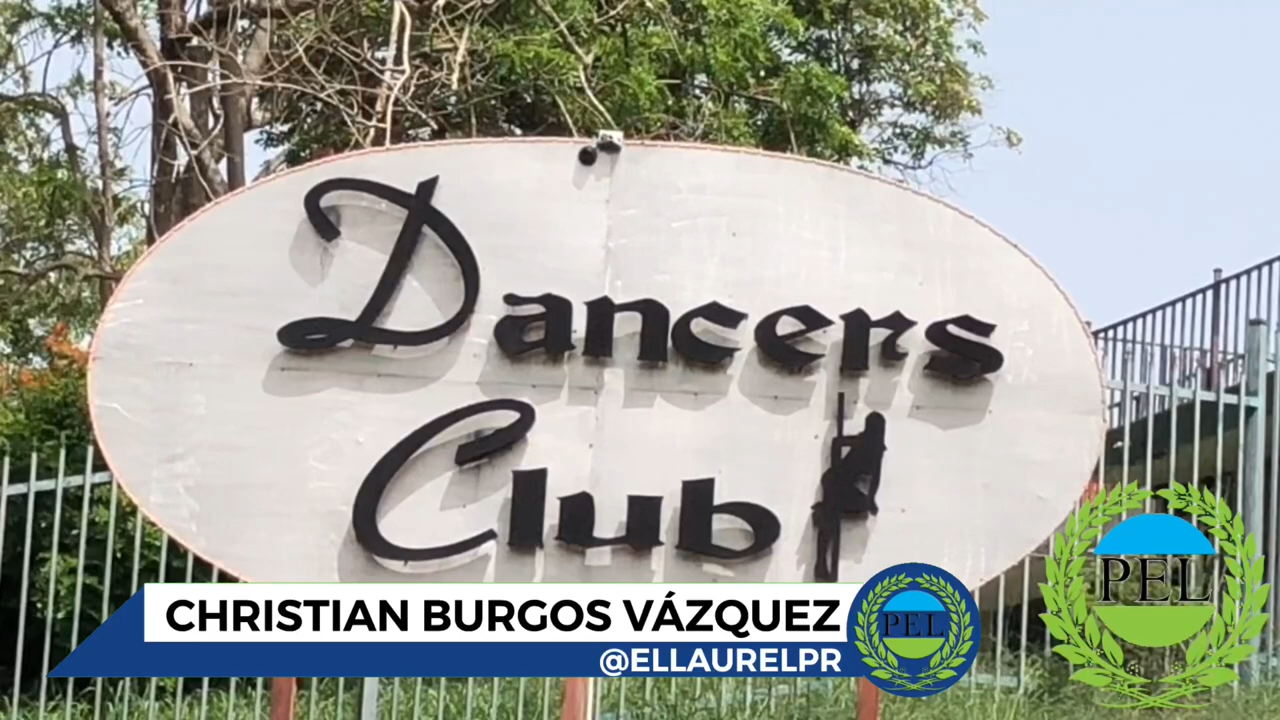 Dancers
Club
CHRISTIAN BURGOS VÁZQUEZ
@ELLAURELPR
PEL
PEL